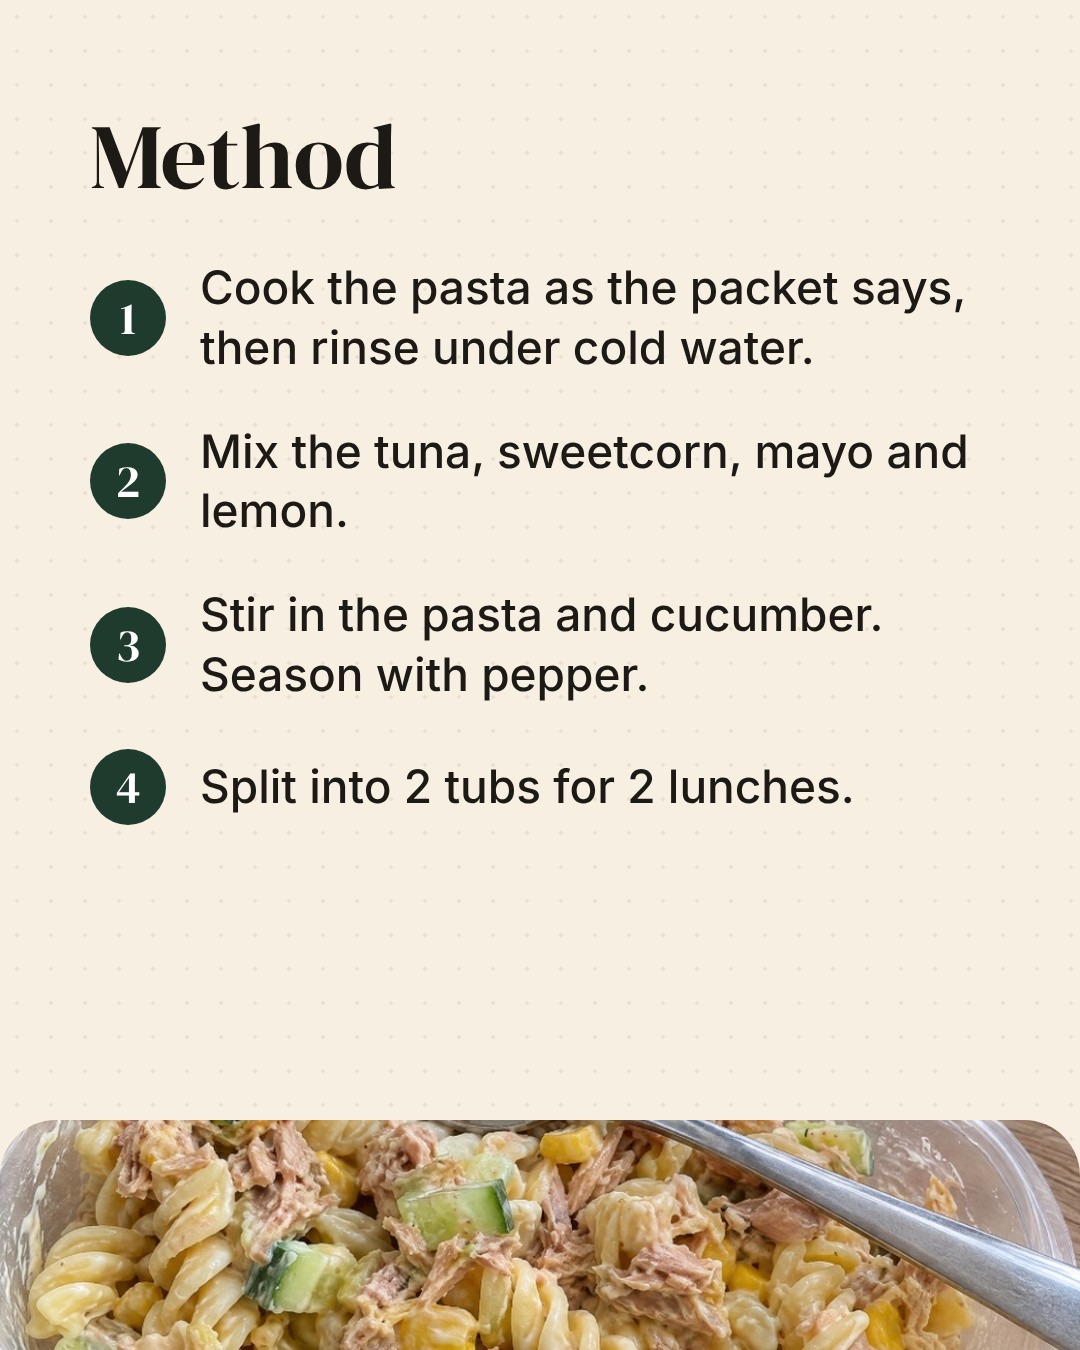 Method
1
Cook the pasta as the packet says,
then rinse under cold water.
2
Mix the tuna, sweetcorn, mayo and
lemon.
3
Stir in the pasta and cucumber.
Season with pepper.
4
Split into 2 tubs for 2 lunches.